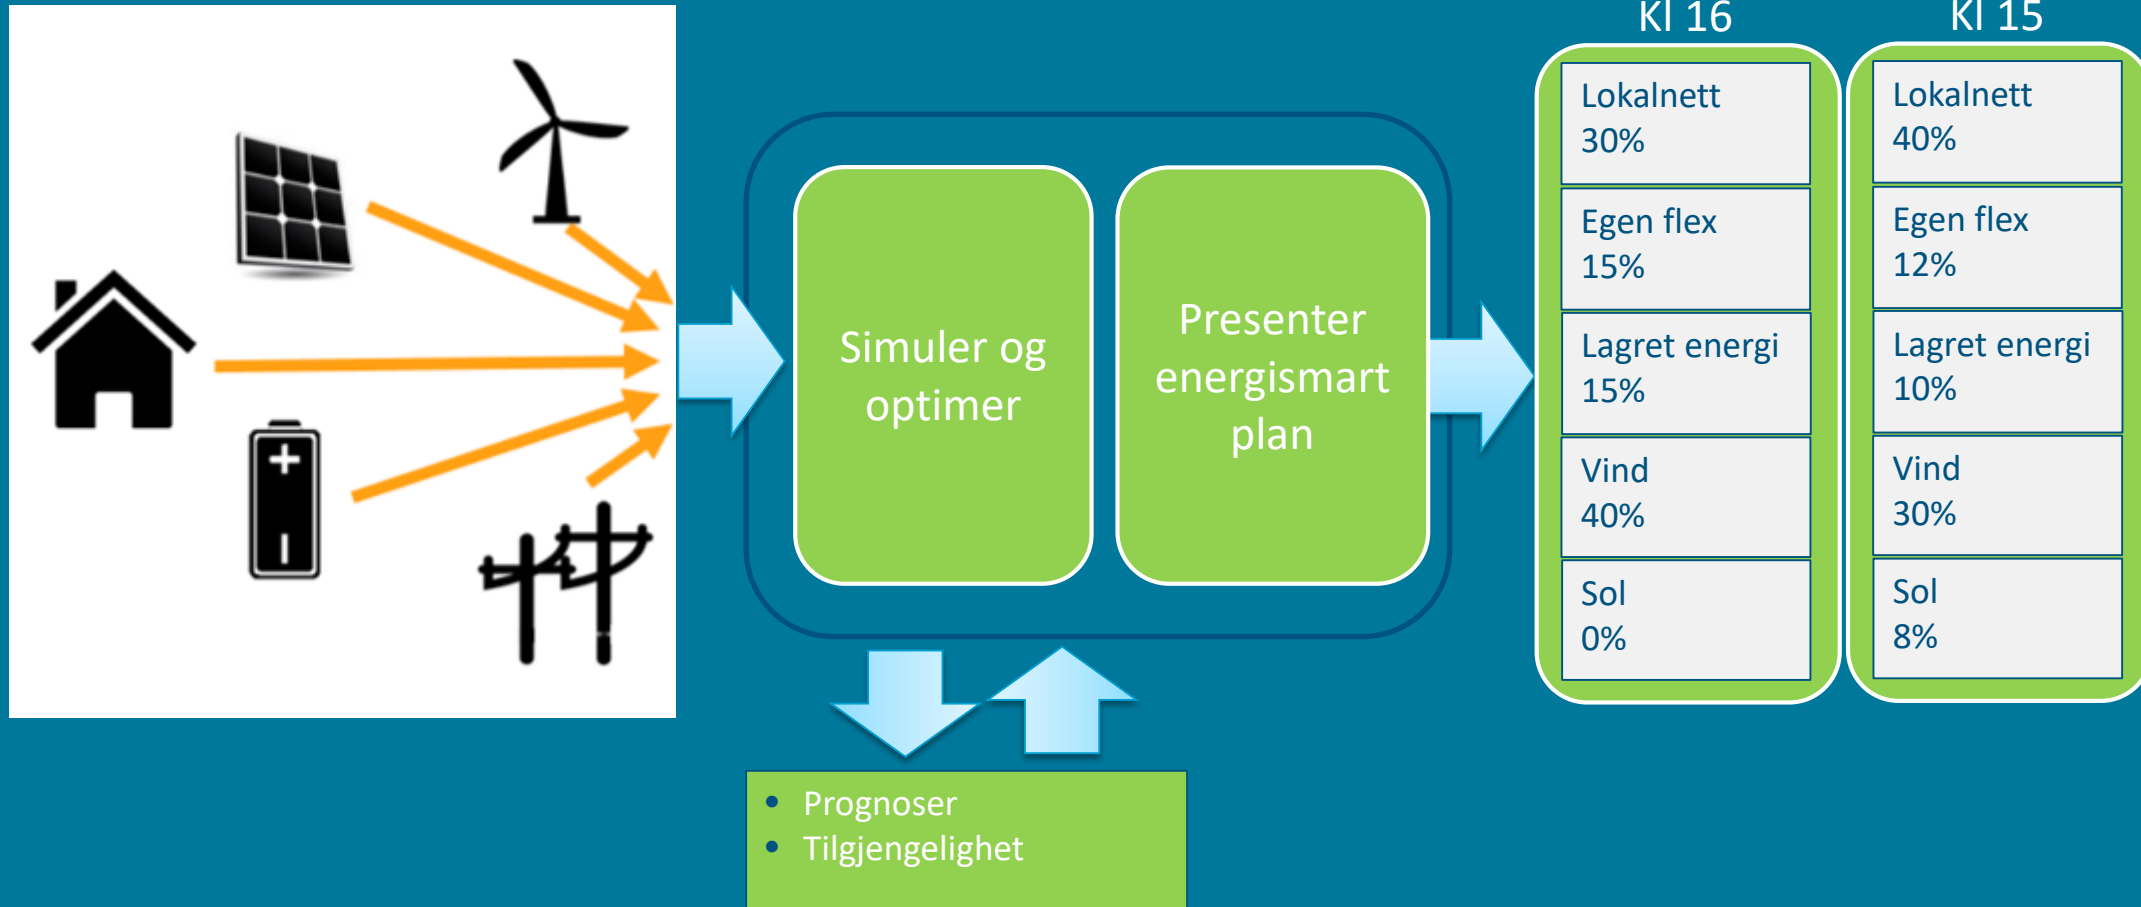 Simuler og
optimer
Presenter
energismart
plan
• Prognoser
• Tilgjengelighet
Kl 16
Lokalnett
30%
Egen flex
15%
Lagret energi
15%
Vind
40%
Sol
0%
Kl 15
Lokalnett
40%
Egen flex
12%
Lagret energi
10%
Vind
30%
Sol
8%